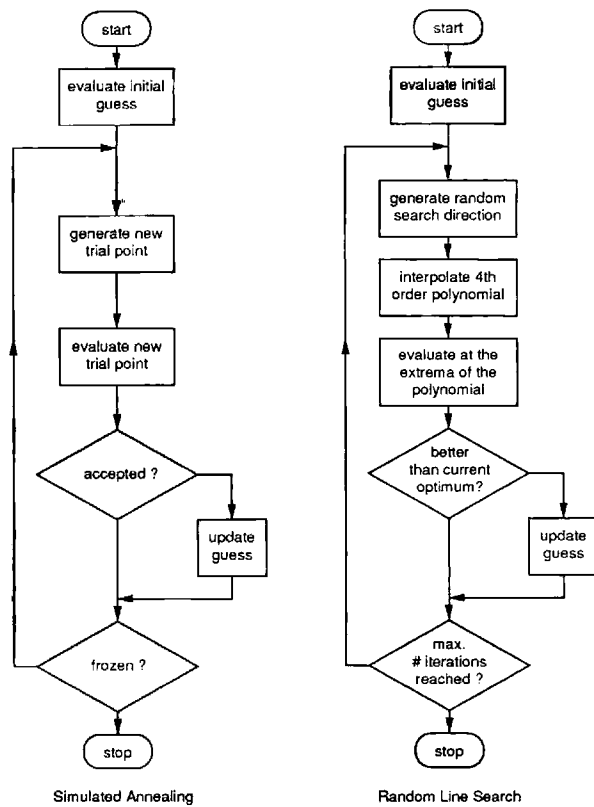 start
evaluate initial
guess
generate new
trial point
evaluate new
trial point
accepted ?
update
guess
frozen ?
stop
Simulated Annealing
start
evaluate initial
guess
generate random
search direction
interpolate 4th
order polynomial
evaluate at the
extrema of the
polynomial
better
than current
optimum?
update
guess
max.
# iterations
reached ?
stop
Random Line Search